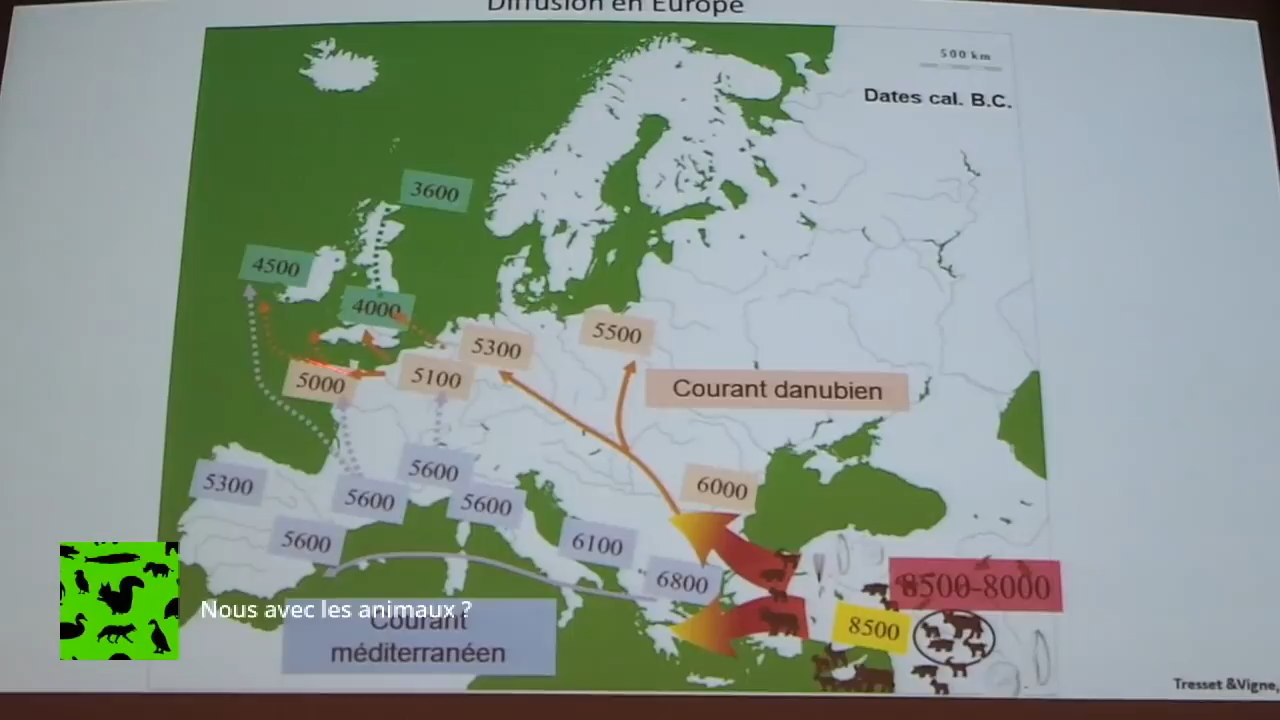 Diffusion en Europe
500 km
Dates cal. B.C.
3600
4500
4000
5500
5300
5000
5100
Courant danubien
5600
5300
5600
5600
6000
5600
6100
6800
8500-8000
8500
Nous avec les animaux ?
Courant
méditerranéen
Tresset &Vigne,